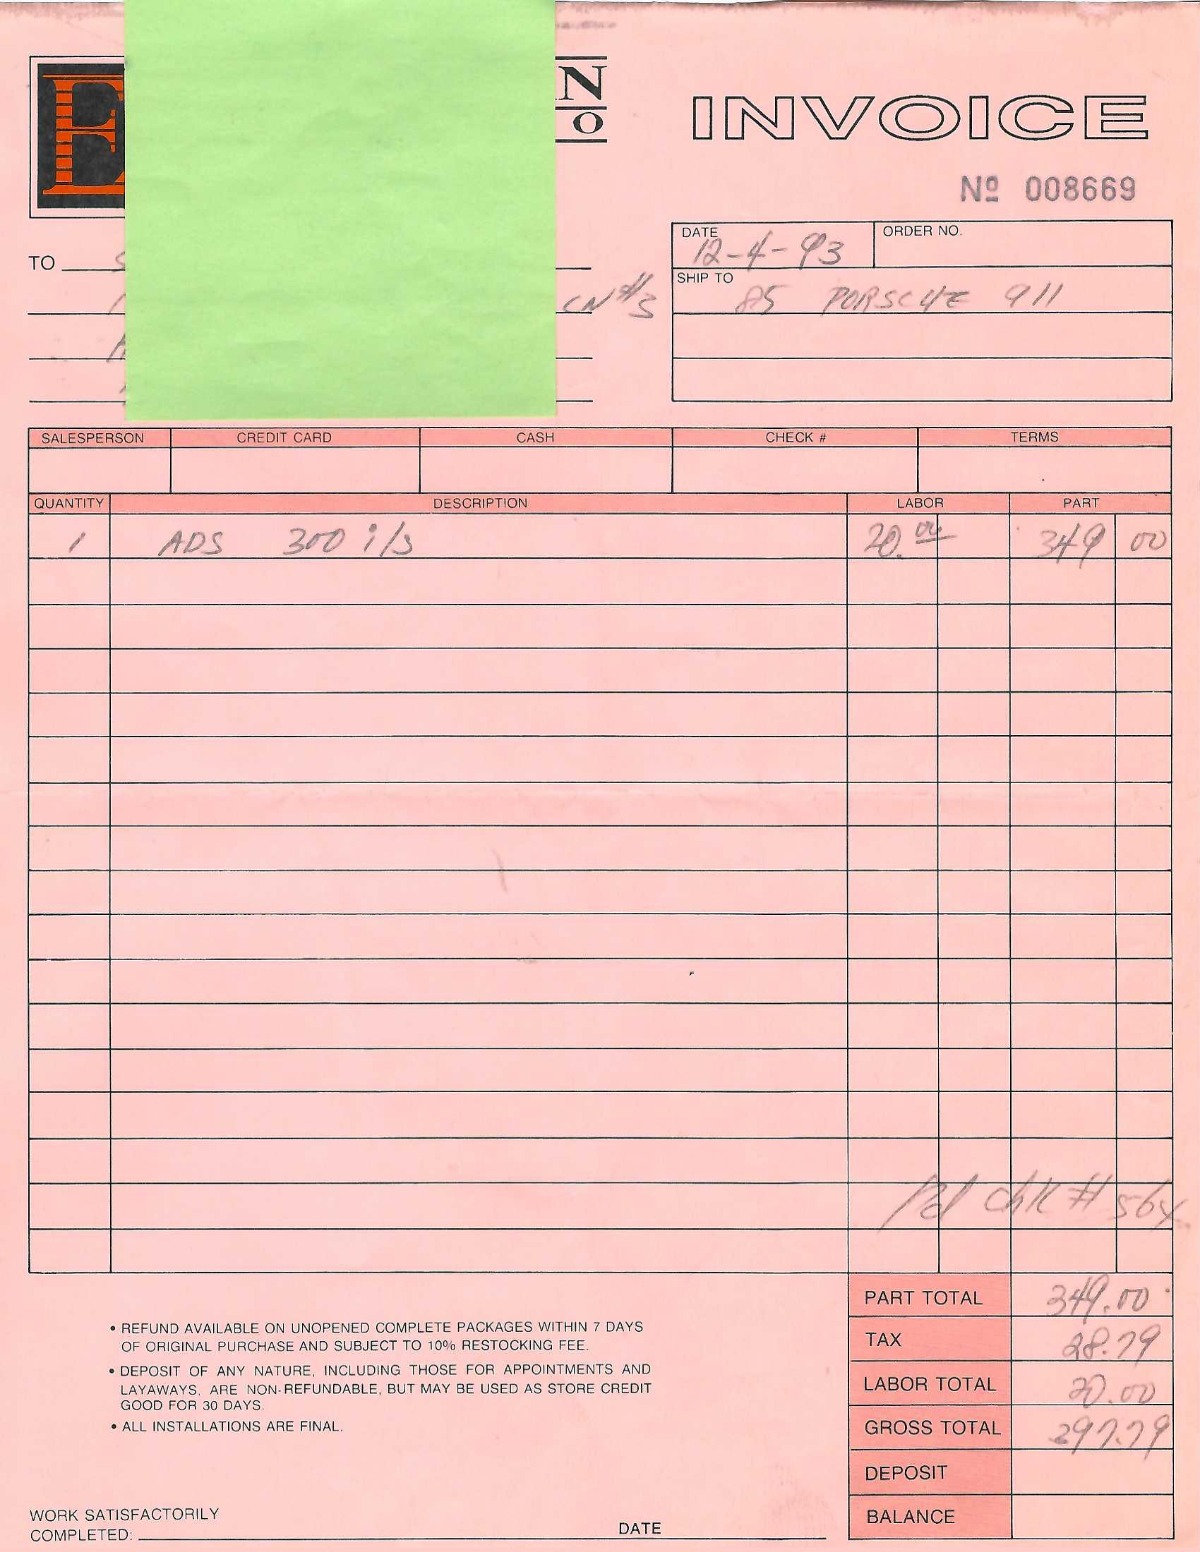 E
N
O
INVOICE
Nº 008669
DATE 12-4-93
ORDER NO.
TO
SHIP TO 85 PORSCHE 911
CN #3
SALESPERSON CREDIT CARD CASH CHECK # TERMS
QUANTITY DESCRIPTION LABOR PART
1 ADS 300 i/s 20.00 349 00
Pd chk # 564
PART TOTAL 349.00
• REFUND AVAILABLE ON UNOPENED COMPLETE PACKAGES WITHIN 7 DAYS
OF ORIGINAL PURCHASE AND SUBJECT TO 10% RESTOCKING FEE.
TAX 28.79
• DEPOSIT OF ANY NATURE, INCLUDING THOSE FOR APPOINTMENTS AND
LAYAWAYS, ARE NON-REFUNDABLE, BUT MAY BE USED AS STORE CREDIT
GOOD FOR 30 DAYS.
LABOR TOTAL 20.00
• ALL INSTALLATIONS ARE FINAL.
GROSS TOTAL 297.79
DEPOSIT
BALANCE
WORK SATISFACTORILY
COMPLETED: DATE